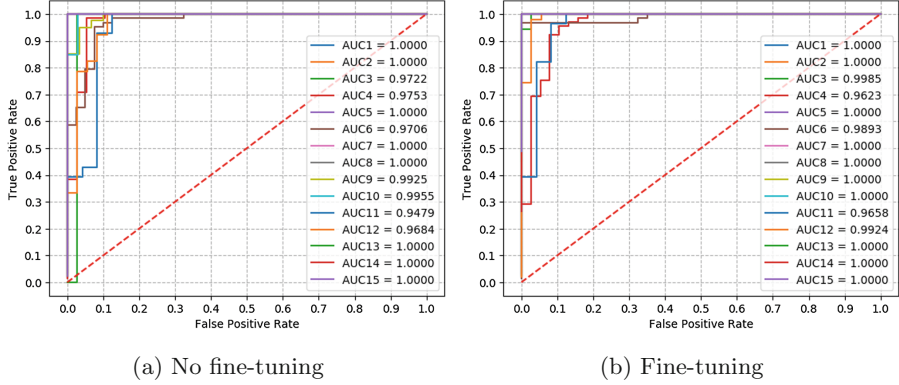 1.0
0.9
0.8
0.7
0.6
0.5
0.4
0.3
0.2
0.1
0.0
True Positive Rate
0.0 0.1 0.2 0.3 0.4 0.5 0.6 0.7 0.8 0.9 1.0
False Positive Rate
AUC1 = 1.0000
AUC2 = 1.0000
AUC3 = 0.9722
AUC4 = 0.9753
AUC5 = 1.0000
AUC6 = 0.9706
AUC7 = 1.0000
AUC8 = 1.0000
AUC9 = 0.9925
AUC10 = 0.9955
AUC11 = 0.9479
AUC12 = 0.9684
AUC13 = 1.0000
AUC14 = 1.0000
AUC15 = 1.0000
(a) No fine-tuning
1.0
0.9
0.8
0.7
0.6
0.5
0.4
0.3
0.2
0.1
0.0
True Positive Rate
0.0 0.1 0.2 0.3 0.4 0.5 0.6 0.7 0.8 0.9 1.0
False Positive Rate
AUC1 = 1.0000
AUC2 = 1.0000
AUC3 = 0.9985
AUC4 = 0.9623
AUC5 = 1.0000
AUC6 = 0.9893
AUC7 = 1.0000
AUC8 = 1.0000
AUC9 = 1.0000
AUC10 = 1.0000
AUC11 = 0.9658
AUC12 = 0.9924
AUC13 = 1.0000
AUC14 = 1.0000
AUC15 = 1.0000
(b) Fine-tuning